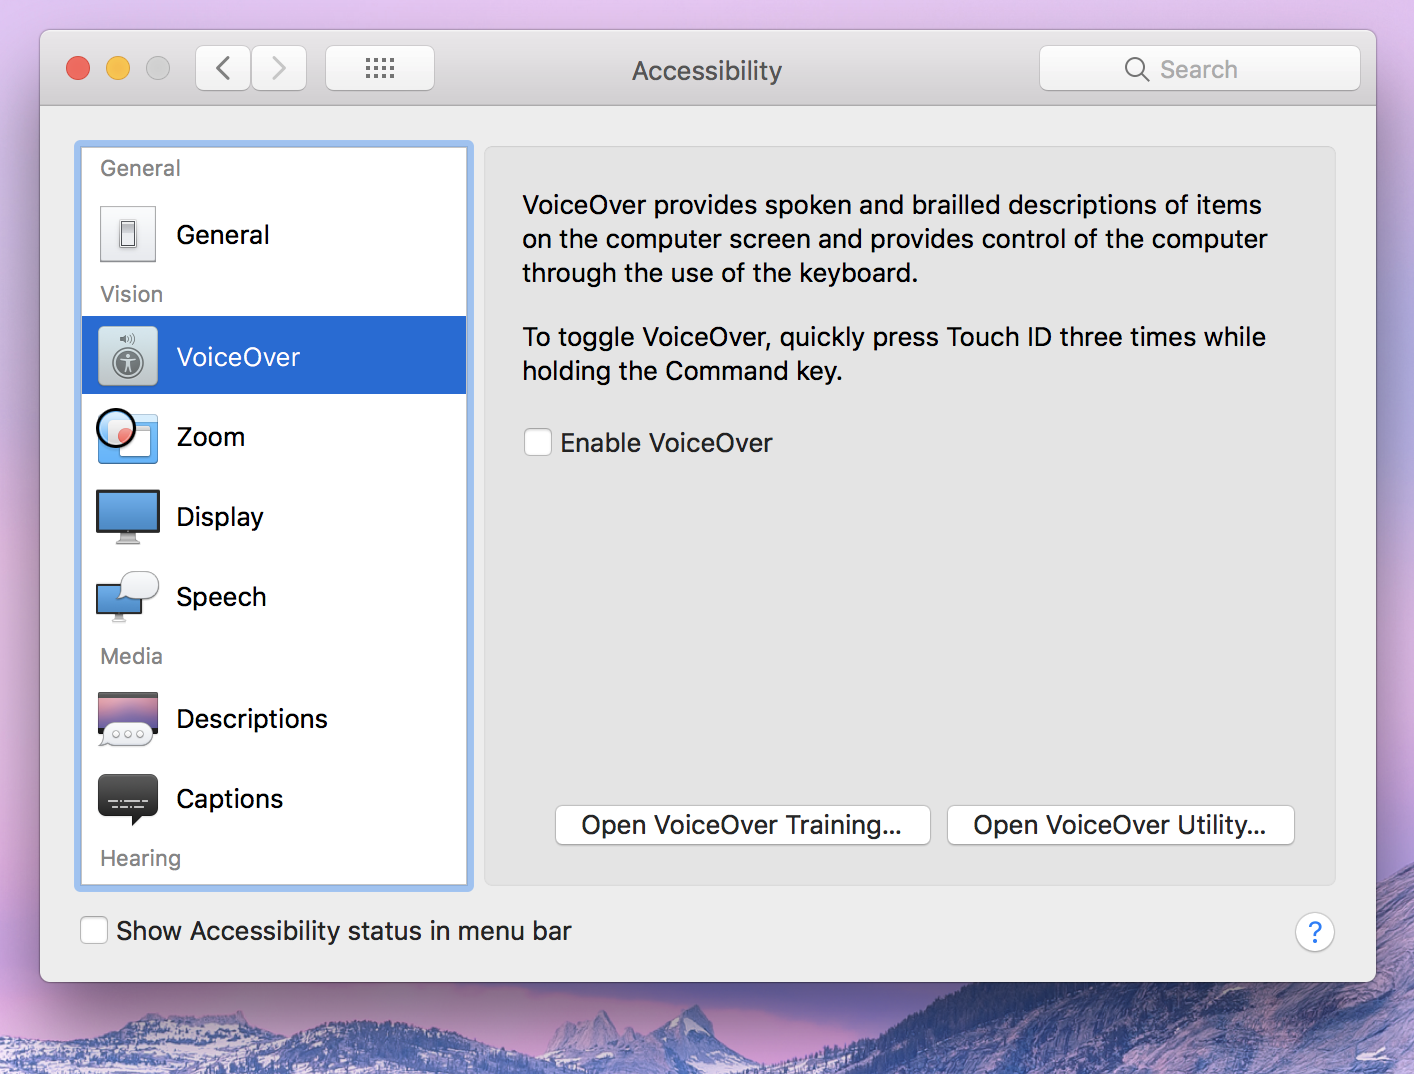 Accessibility
Search
General
General
Vision
VoiceOver
Zoom
Display
Speech
Media
Descriptions
Captions
Hearing
VoiceOver provides spoken and brailled descriptions of items
on the computer screen and provides control of the computer
through the use of the keyboard.
To toggle VoiceOver, quickly press Touch ID three times while
holding the Command key.
Enable VoiceOver
Open VoiceOver Training...
Open VoiceOver Utility...
Show Accessibility status in menu bar
?